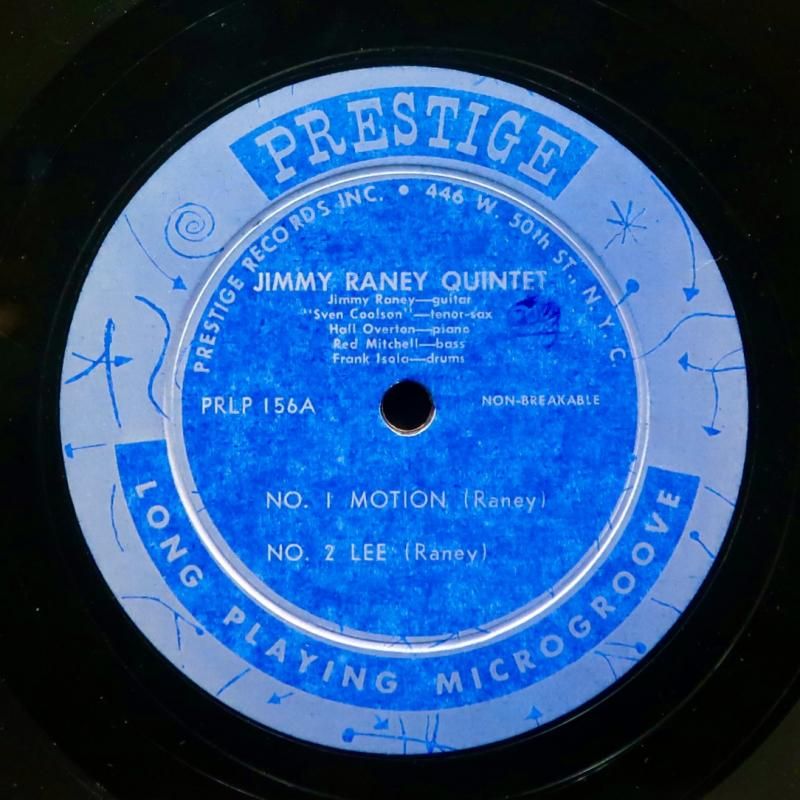 PRESTIGE
PRESTIGE RECORDS INC. • 446 W. 50th ST., N.Y.C.
JIMMY RANEY QUINTET
Jimmy Raney—guitar
"Sven Coolson"—tenor-sax
Hall Overton—piano
Red Mitchell—bass
Frank Isola—drums
PRLP 156A
NON-BREAKABLE
NO. 1 MOTION (Raney)
NO. 2 LEE (Raney)
LONG PLAYING MICROGROOVE